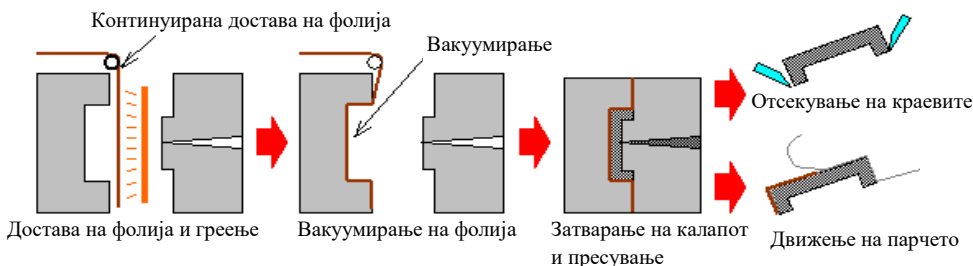 Континуирана достава на фолија
Вакуумирање
Отсекување на краевите
Достава на фолија и греење
Вакуумирање на фолија
Затварање на калапот
и пресување
Движење на парчето